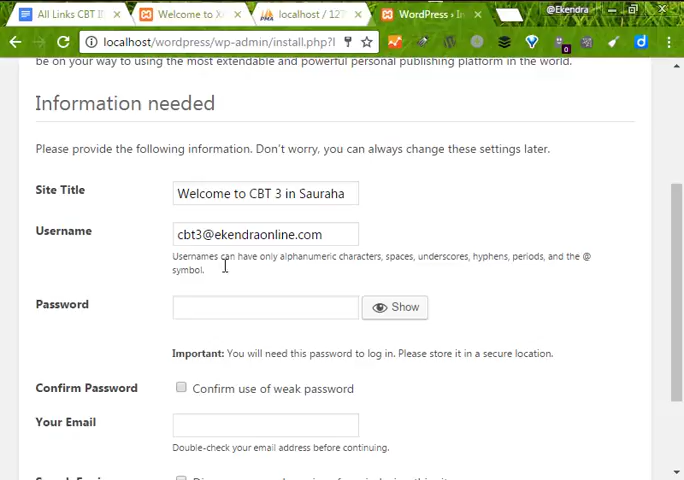 @Ekendra
All Links CBT II
Welcome to X
localhost / 127
WordPress › In
localhost/wordpress/wp-admin/install.php?l
0
be on your way to using the most extendable and powerful personal publishing platform in the world.
Information needed
Please provide the following information. Don't worry, you can always change these settings later.
Site Title
Welcome to CBT 3 in Sauraha
Username
cbt3@ekendraonline.com
Usernames can have only alphanumeric characters, spaces, underscores, hyphens, periods, and the @
symbol.
Password
Show
Important: You will need this password to log in. Please store it in a secure location.
Confirm Password
Confirm use of weak password
Your Email
Double-check your email address before continuing.